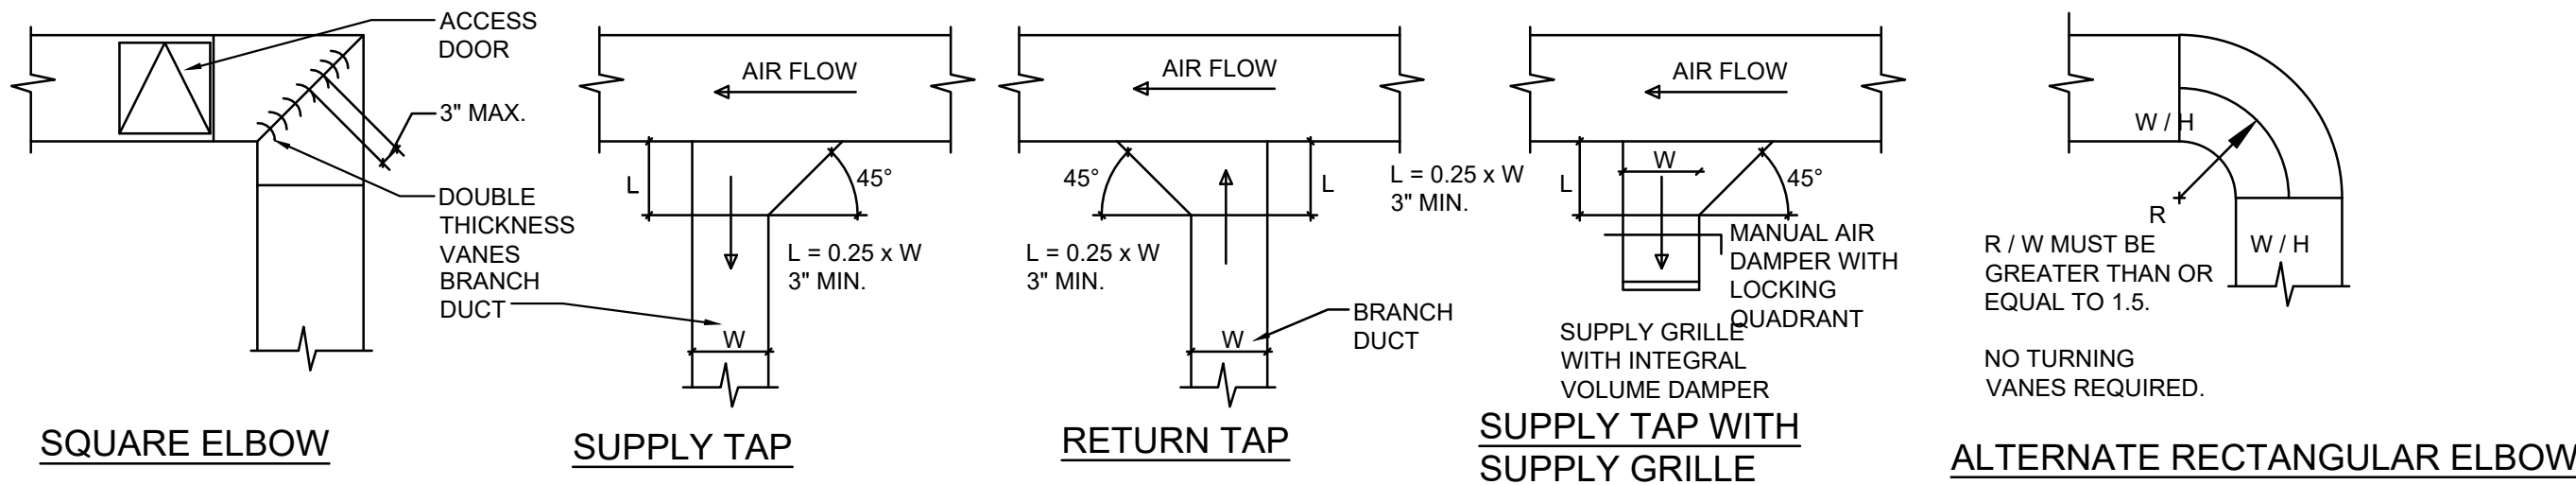 ACCESS
DOOR
3" MAX.
DOUBLE
THICKNESS
VANES
BRANCH
DUCT
SQUARE ELBOW
AIR FLOW
L
45°
L = 0.25 x W
3" MIN.
W
SUPPLY TAP
AIR FLOW
45°
L
L = 0.25 x W
3" MIN.
W
BRANCH
DUCT
RETURN TAP
L = 0.25 x W
3" MIN.
AIR FLOW
W
L
45°
MANUAL AIR
DAMPER WITH
LOCKING
QUADRANT
SUPPLY GRILLE
WITH INTEGRAL
VOLUME DAMPER
SUPPLY TAP WITH
SUPPLY GRILLE
W / H
R
W / H
R / W MUST BE
GREATER THAN OR
EQUAL TO 1.5.
NO TURNING
VANES REQUIRED.
ALTERNATE RECTANGULAR ELBOW